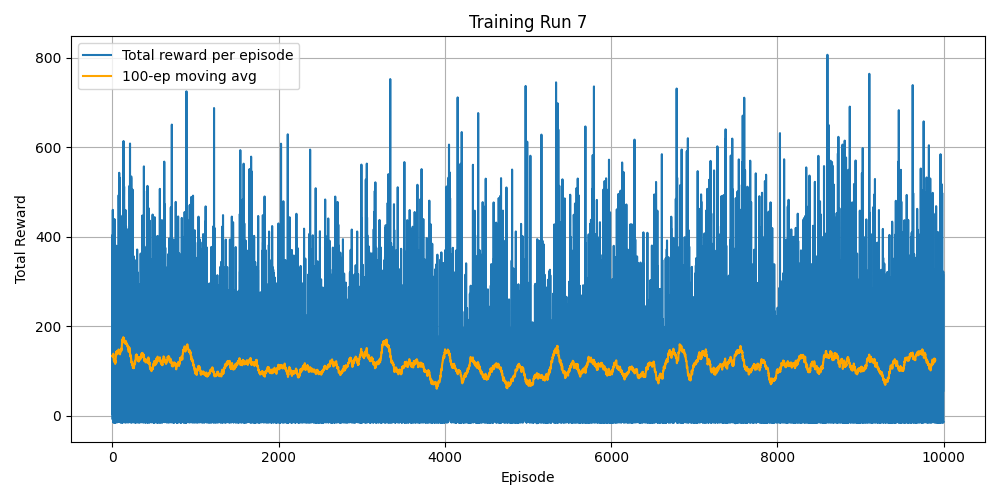 Training Run 7
Total reward per episode
100-ep moving avg
Total Reward
800
600
400
200
0
0 2000 4000 6000 8000 10000
Episode